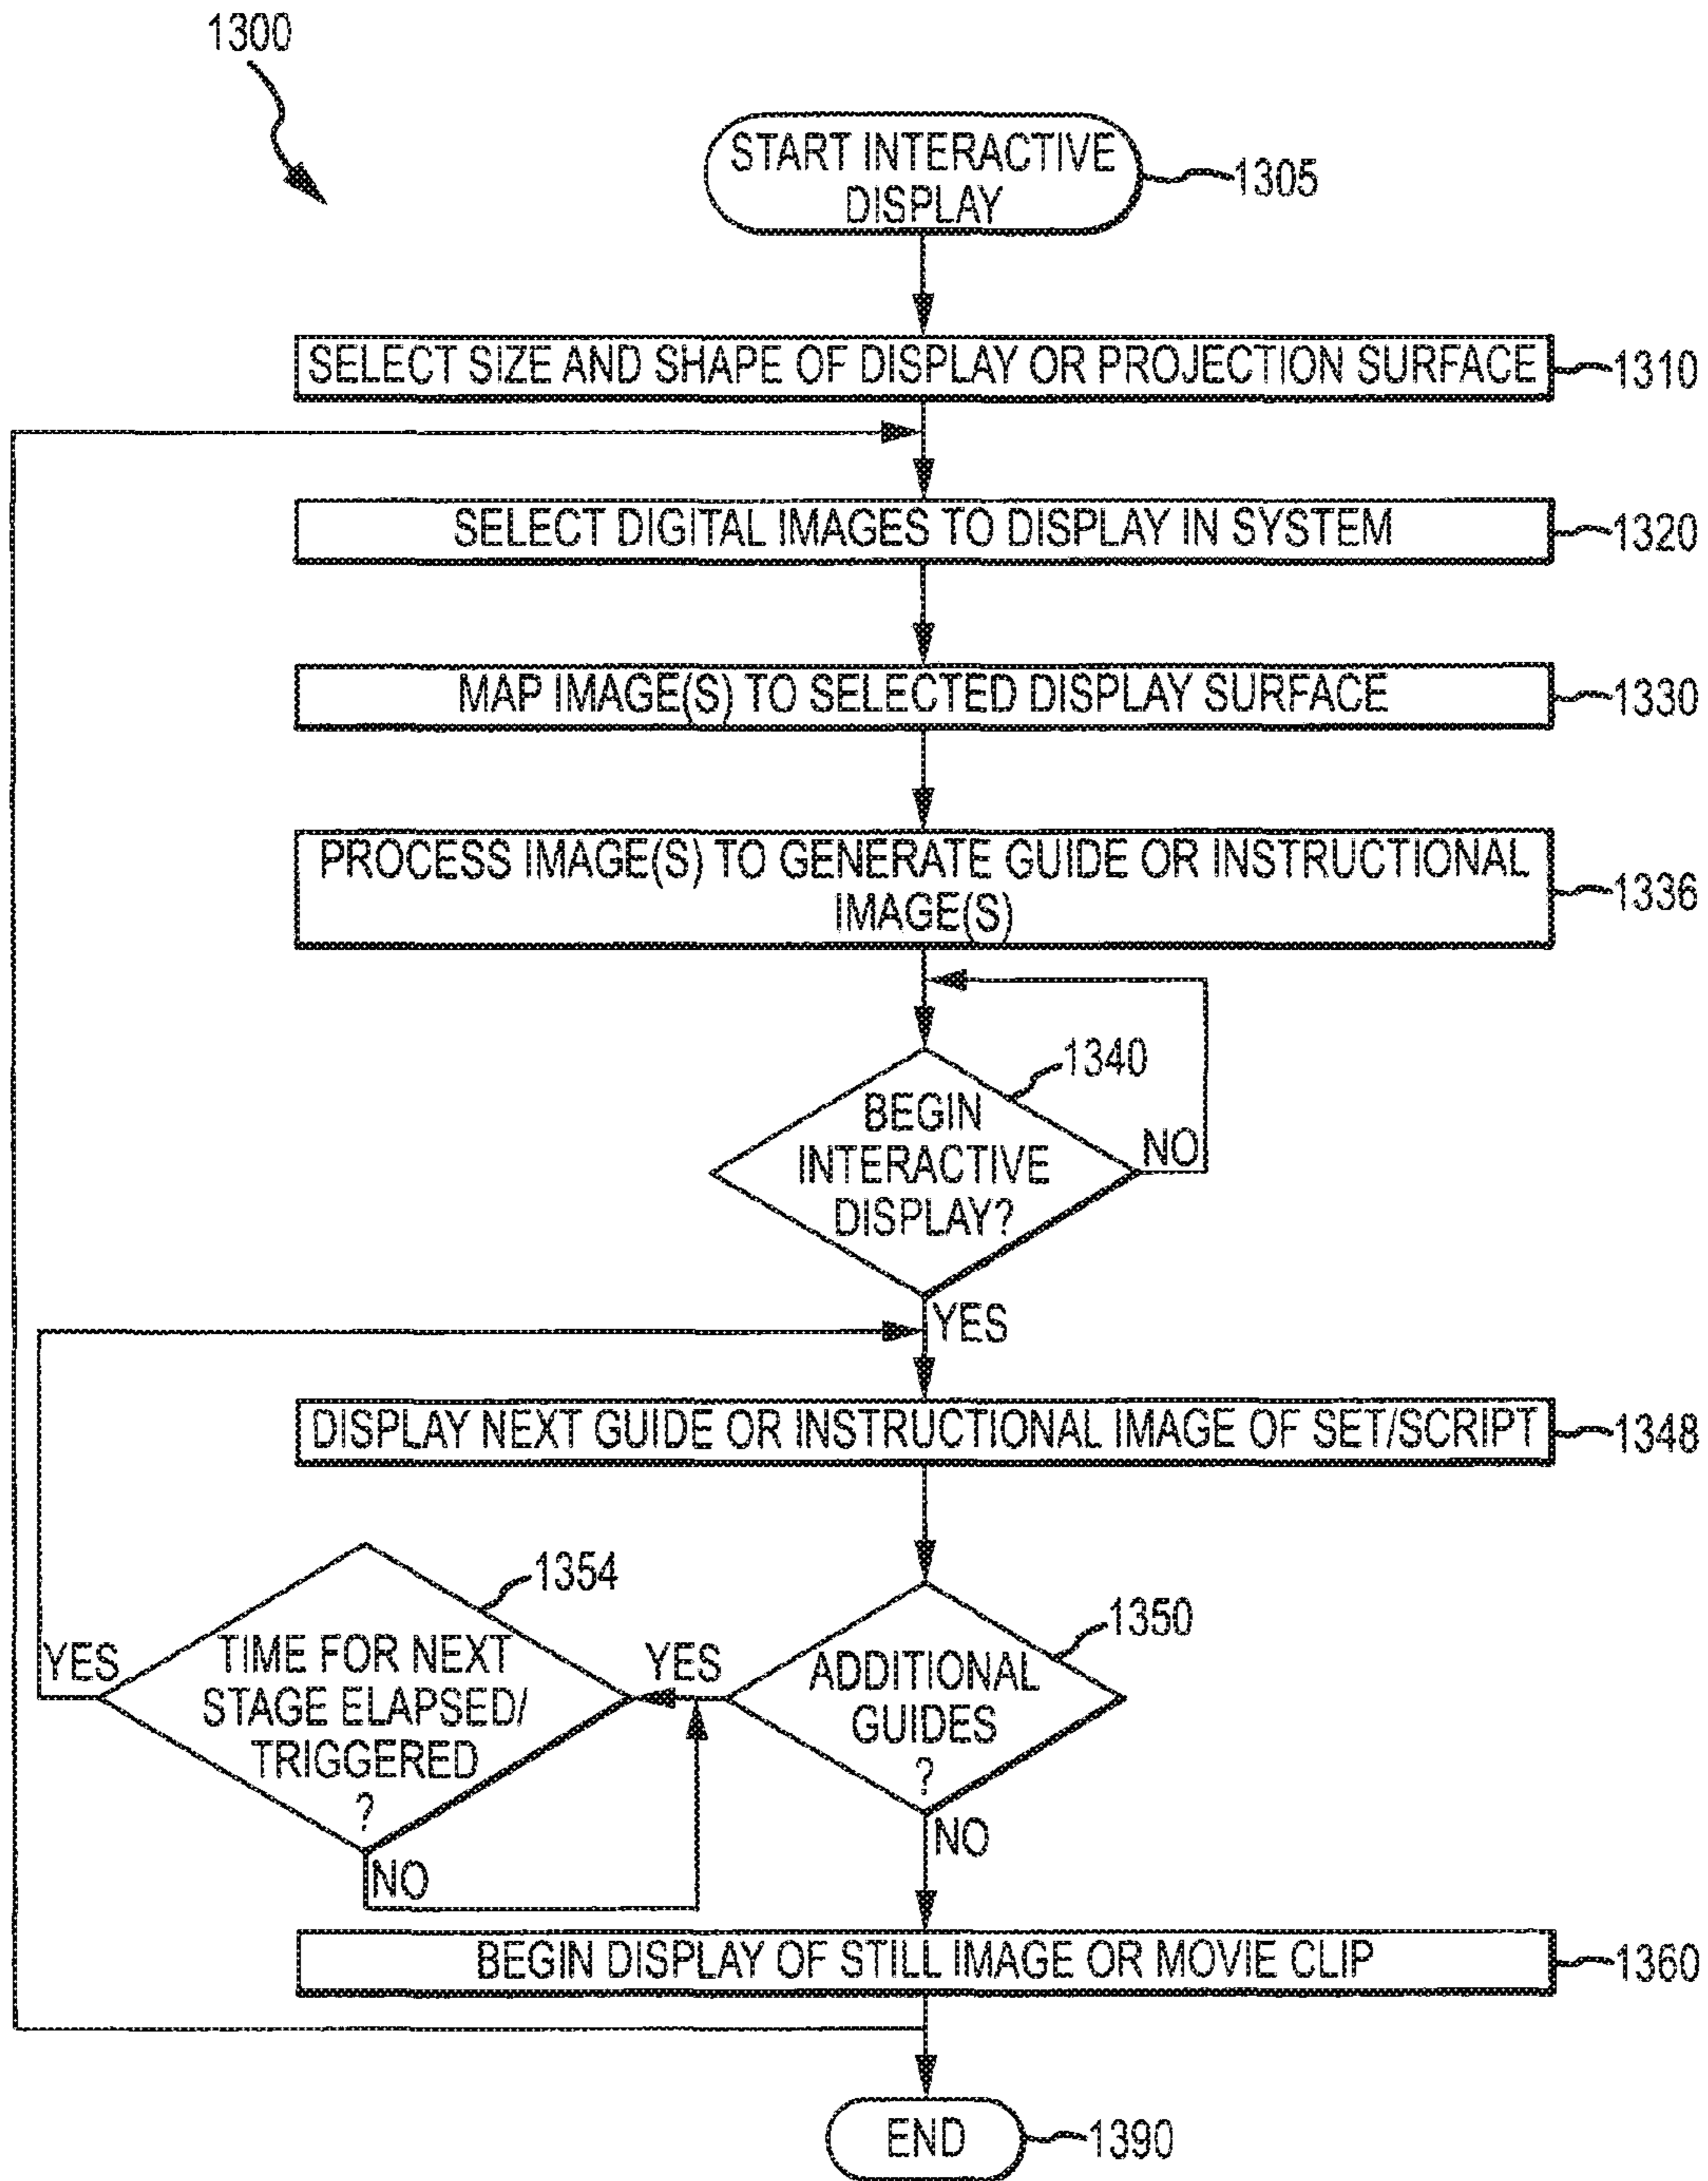 1300
START INTERACTIVE
DISPLAY
1305
SELECT SIZE AND SHAPE OF DISPLAY OR PROJECTION SURFACE
1310
SELECT DIGITAL IMAGES TO DISPLAY IN SYSTEM
1320
MAP IMAGE(S) TO SELECTED DISPLAY SURFACE
1330
PROCESS IMAGE(S) TO GENERATE GUIDE OR INSTRUCTIONAL
IMAGE(S)
1336
1340
BEGIN
INTERACTIVE
DISPLAY?
NO
YES
DISPLAY NEXT GUIDE OR INSTRUCTIONAL IMAGE OF SET/SCRIPT
1348
1354
TIME FOR NEXT
STAGE ELAPSED/
TRIGGERED
?
YES
NO
YES
1350
ADDITIONAL
GUIDES
?
NO
BEGIN DISPLAY OF STILL IMAGE OR MOVIE CLIP
1360
END
1390